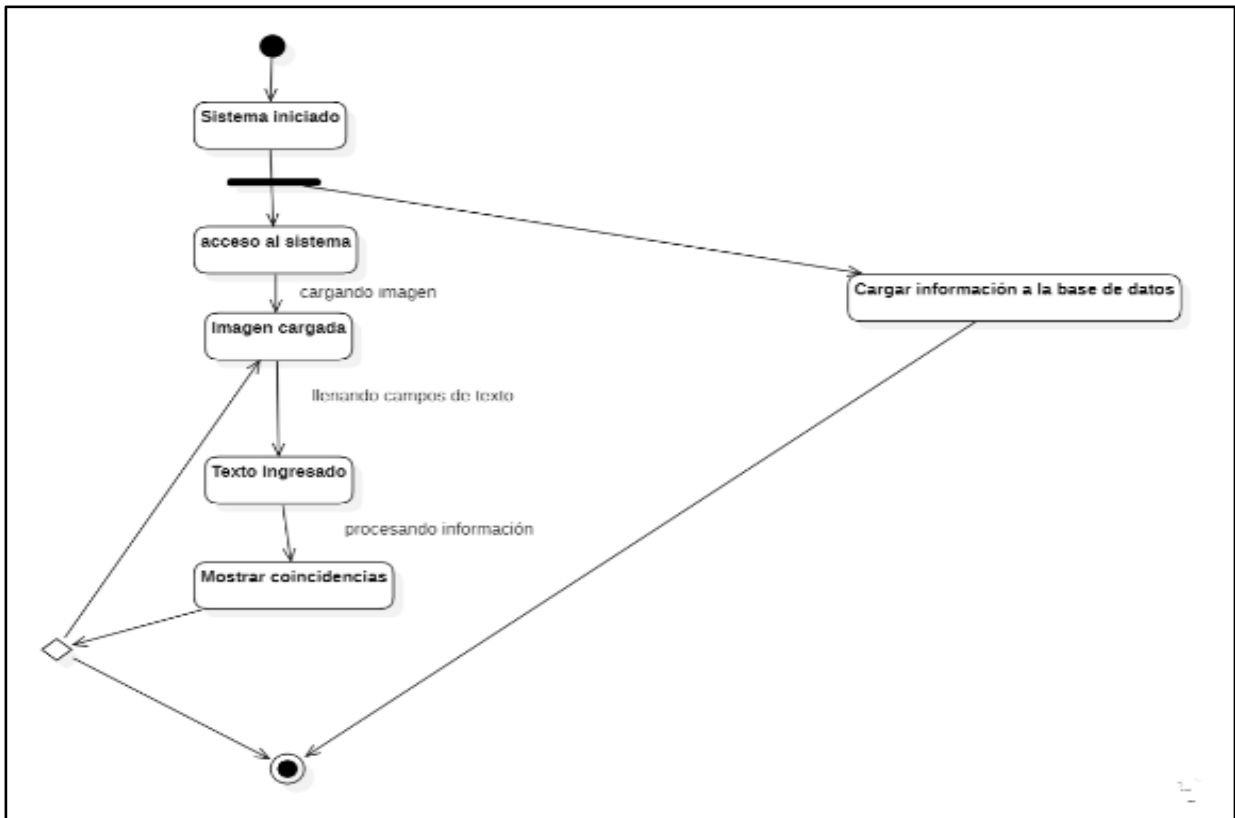 Sistema iniciado
acceso al sistema
cargando imagen
Cargar información a la base de datos
Imagen cargada
llenando campos de texto
Texto Ingresado
procesando información
Mostrar coincidencias